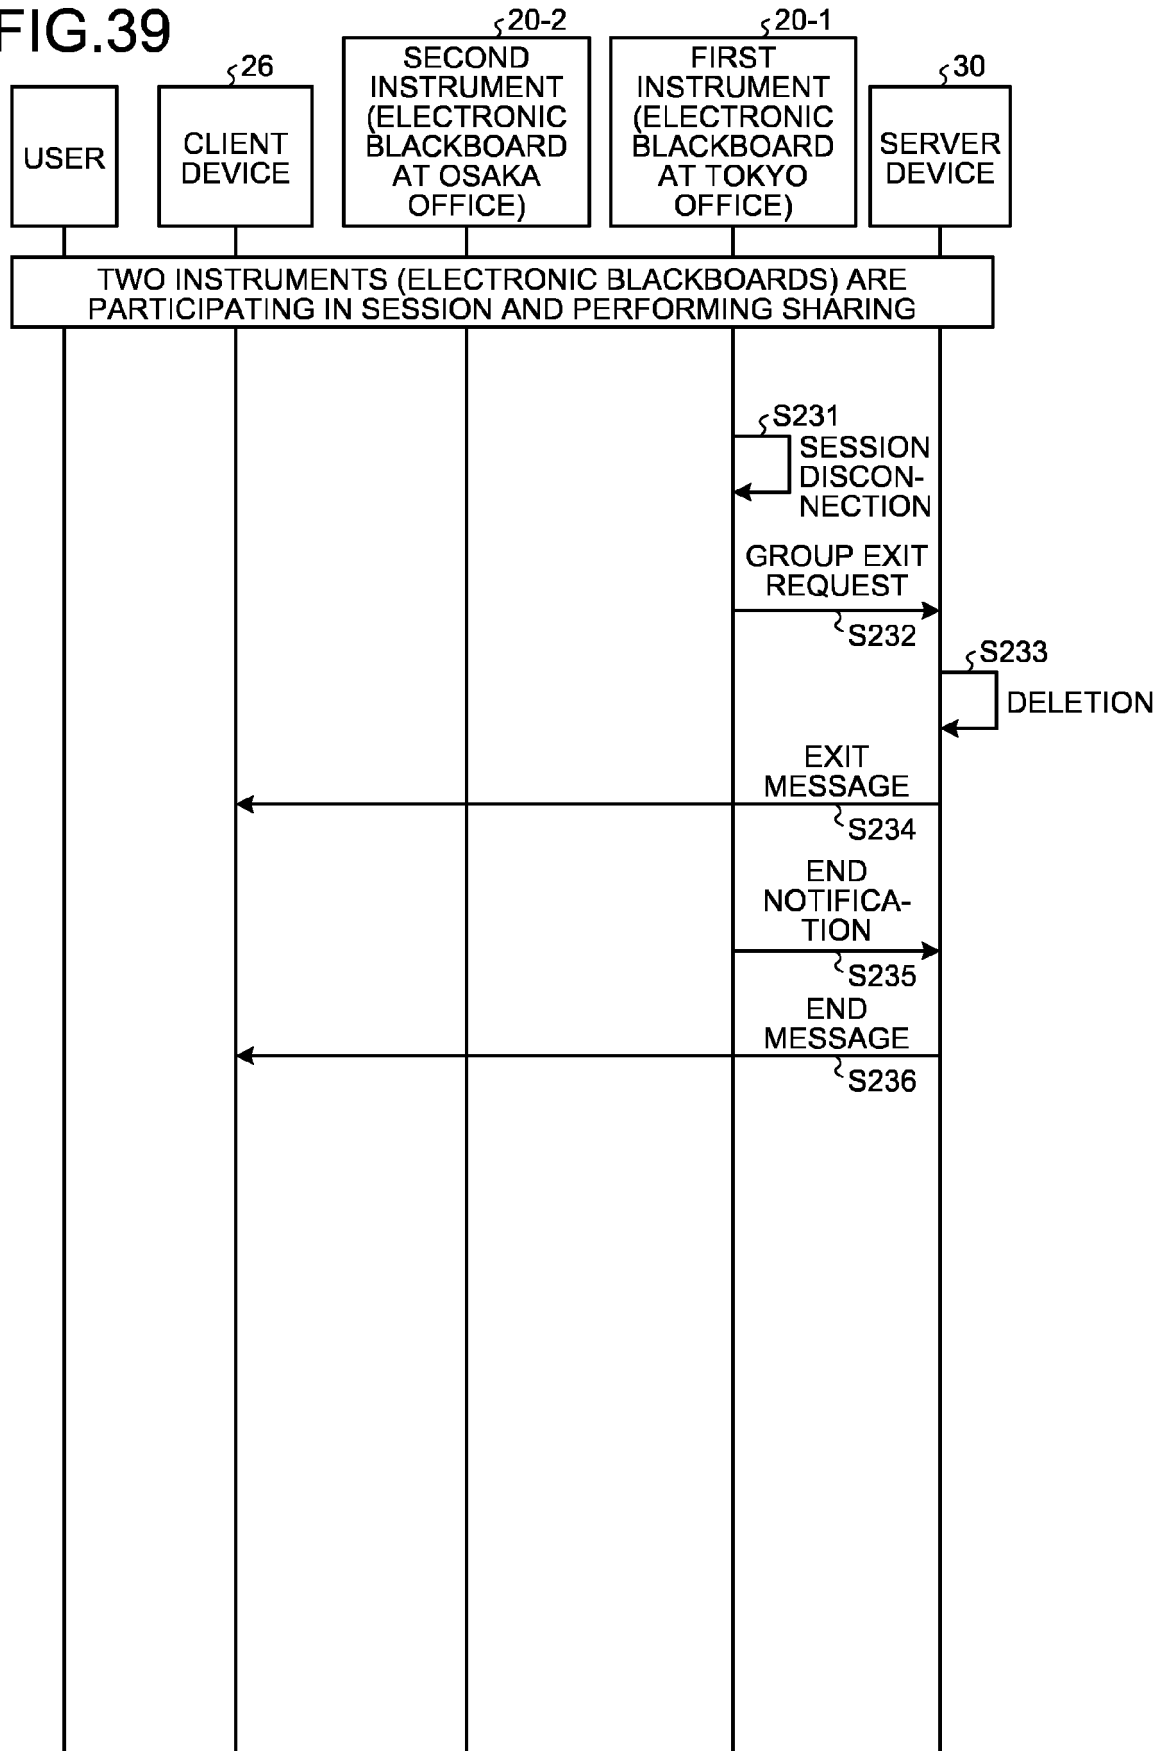 FIG.39
USER
26
CLIENT
DEVICE
20-2
SECOND
INSTRUMENT
(ELECTRONIC
BLACKBOARD
AT OSAKA
OFFICE)
20-1
FIRST
INSTRUMENT
(ELECTRONIC
BLACKBOARD
AT TOKYO
OFFICE)
30
SERVER
DEVICE
TWO INSTRUMENTS (ELECTRONIC BLACKBOARDS) ARE
PARTICIPATING IN SESSION AND PERFORMING SHARING
S231
SESSION
DISCON-
NECTION
GROUP EXIT
REQUEST
S232
S233
DELETION
EXIT
MESSAGE
S234
END
NOTIFICA-
TION
S235
END
MESSAGE
S236